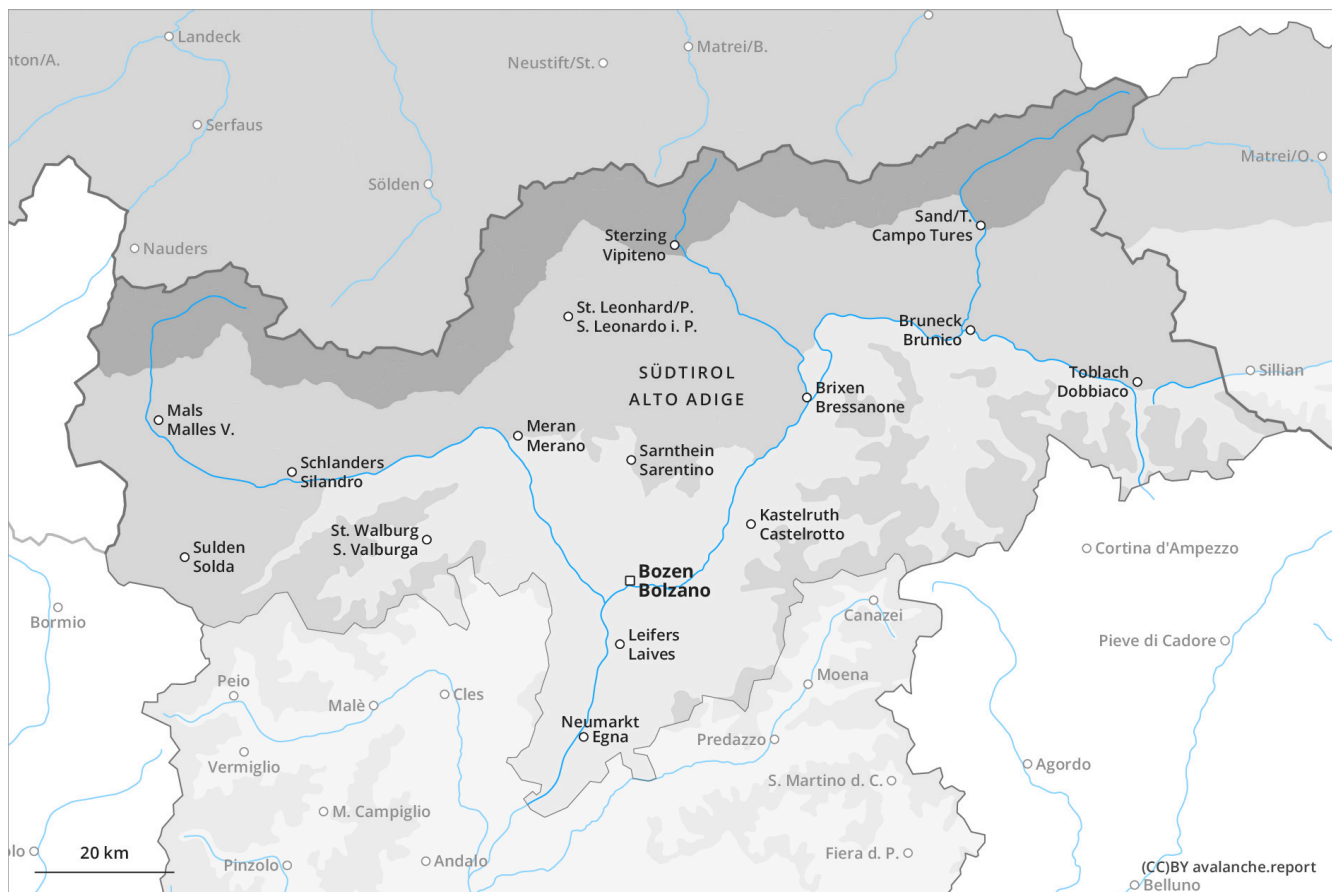 Landeck
Matrei/B.
nton/A.
Neustift/St.
Serfaus
Matrei/O.
Sölden
Sand/T.
Campo Tures
Sterzing
Vipiteno
Nauders
St. Leonhard/P.
S. Leonardo i. P.
Bruneck
Brunico
SÜDTIROL
ALTO ADIGE
Toblach
Dobbiaco
Sillian
Brixen
Bressanone
Mals
Malles V.
Meran
Merano
Sarnthein
Sarentino
Schlanders
Silandro
Kastelruth
Castelrotto
St. Walburg
S. Valburga
Sulden
Solda
Cortina d'Ampezzo
Bozen
Bolzano
Bormio
Canazei
Leifers
Laives
Pieve di Cadore
Peio
Moena
Malè
Cles
Neumarkt
Egna
Predazzo
Vermiglio
Agordo
S. Martino d. C.
M. Campiglio
olo
20 km
Pinzolo
Andalo
Fiera d. P.
(CC)BY avalanche.report
Belluno